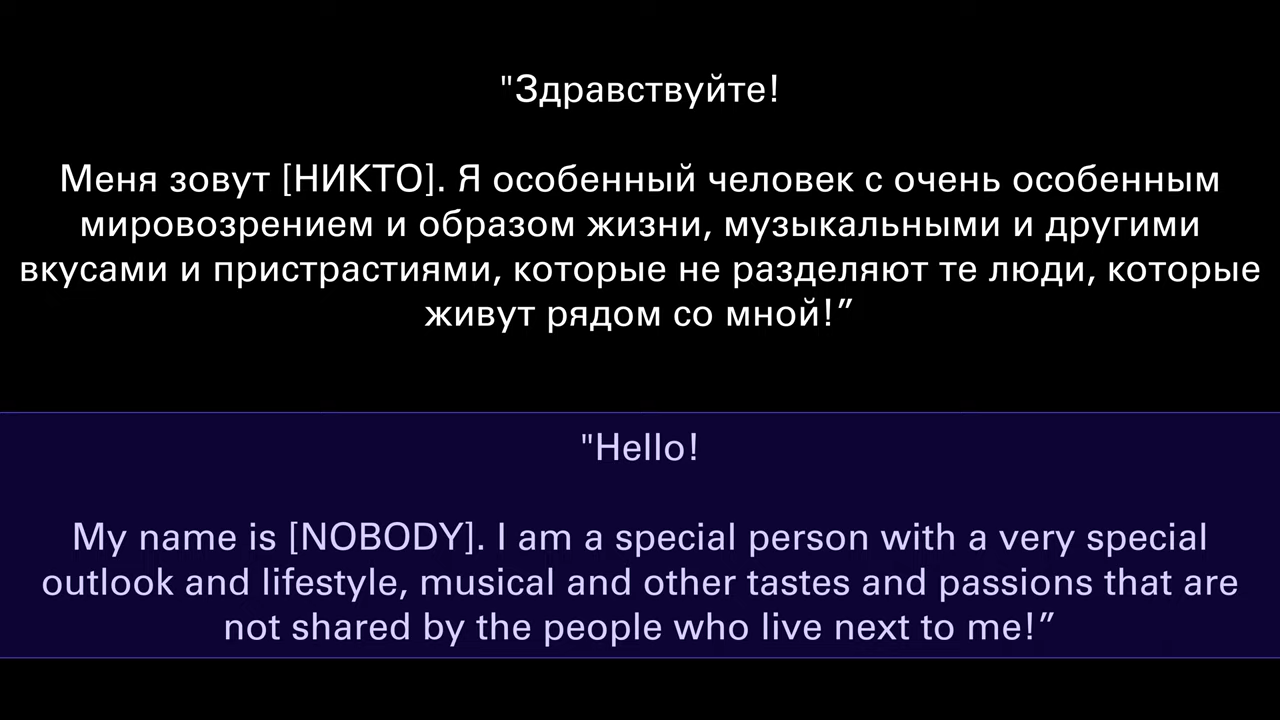 "Здравствуйте!
Меня зовут [НИКТО]. Я особенный человек с очень особенным
мировозрением и образом жизни, музыкальными и другими
вкусами и пристрастиями, которые не разделяют те люди, которые
живут рядом со мной!”
"Hello!
My name is [NOBODY]. I am a special person with a very special
outlook and lifestyle, musical and other tastes and passions that are
not shared by the people who live next to me!”